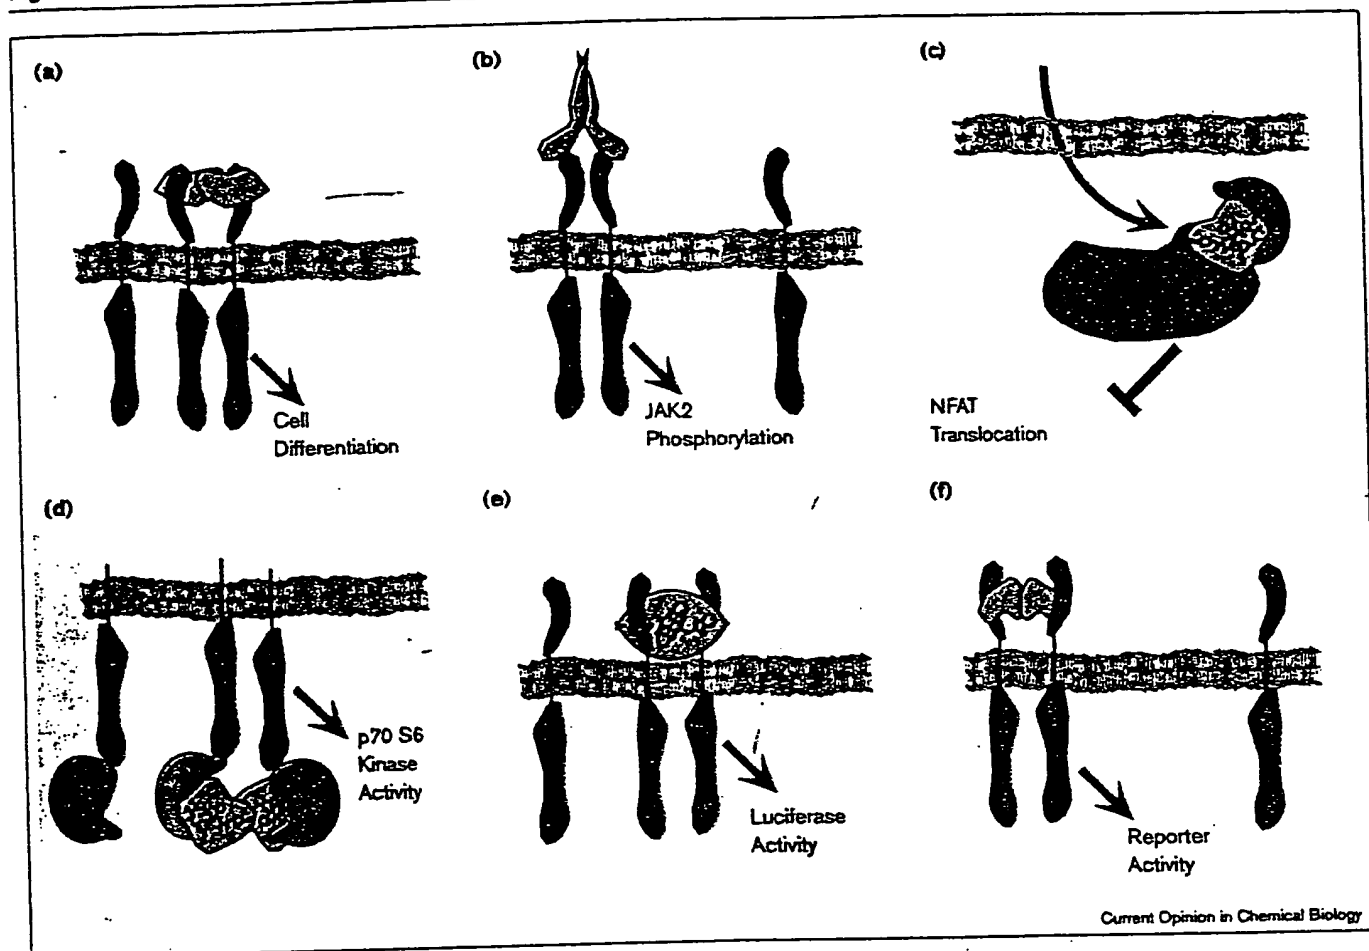 (a)
(b)
(c)
Cell
Differentiation
JAK2
Phosphorylation
NFAT
Translocation
(d)
(e)
(f)
p70 S6
Kinase
Activity
Luciferase
Activity
Reporter
Activity
Current Opinion in Chemical Biology